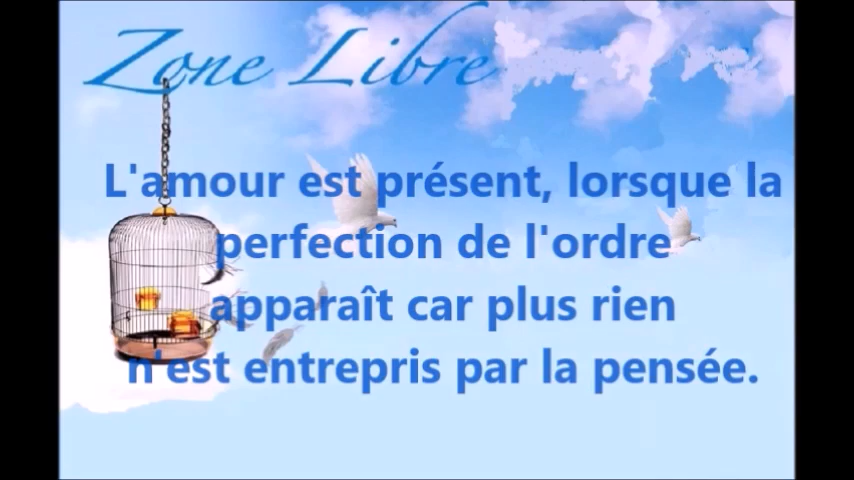 Zone Libre
L'amour est présent, lorsque la
perfection de l'ordre
apparaît car plus rien
n'est entrepris par la pensée.